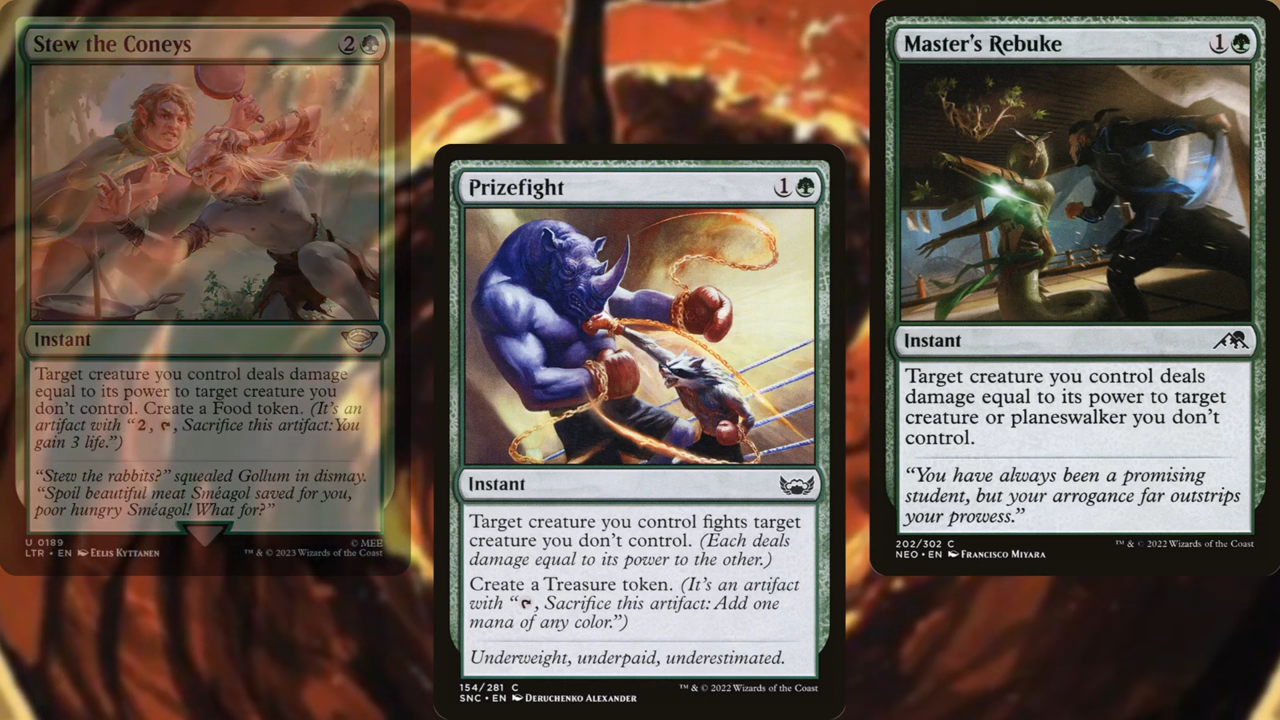 Stew the Coneys 2
Instant
Target creature you control deals damage
equal to its power to target creature you
don't control. Create a Food token. (It's an
artifact with “2, , Sacrifice this artifact: You
gain 3 life.”)
“Stew the rabbits?” squealed Gollum in dismay.
“Spoil beautiful meat Sméagol saved for you,
poor hungry Sméagol! What for?”
U 0189 © MEE
LTR • EN Eelis Kyttanen ™ & © 2023 Wizards of the Coast
Prizefight 1
Instant
Target creature you control fights target
creature you don't control. (Each deals
damage equal to its power to the other.)
Create a Treasure token. (It's an artifact
with “, Sacrifice this artifact: Add one
mana of any color.”)
Underweight, underpaid, underestimated.
154/281 C ™ & © 2022 Wizards of the Coast
SNC • EN Deruchenko Alexander
Master's Rebuke 1
Instant
Target creature you control deals
damage equal to its power to target
creature or planeswalker you don't
control.
“You have always been a promising
student, but your arrogance far outstrips
your prowess.”
202/302 C ™ & © 2022 Wizards of the Coast
NEO • EN Francisco Miyara